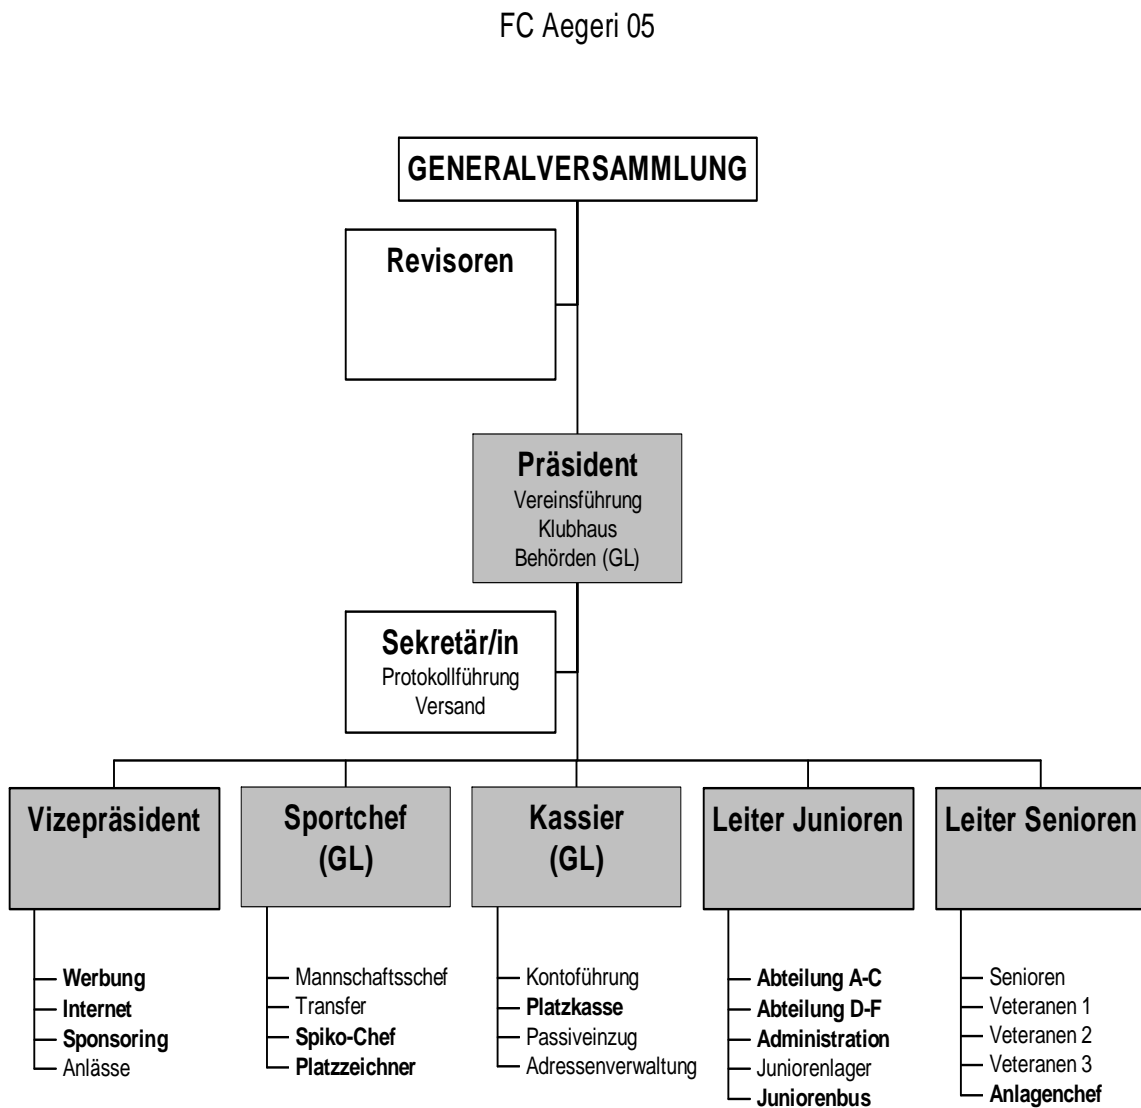 FC Aegeri 05
GENERALVERSAMMLUNG
Revisoren
Präsident
Vereinsführung
Klubhaus
Behörden (GL)
Sekretär/in
Protokollführung
Versand
Vizepräsident
Werbung
Internet
Sponsoring
Anlässe
Sportchef
(GL)
Mannschaftsschef
Transfer
Spiko-Chef
Platzzeichner
Kassier
(GL)
Kontoführung
Platzkasse
Passiveinzug
Adressenverwaltung
Leiter Junioren
Abteilung A-C
Abteilung D-F
Administration
Juniorenlager
Juniorenbus
Leiter Senioren
Senioren
Veteranen 1
Veteranen 2
Veteranen 3
Anlagenchef